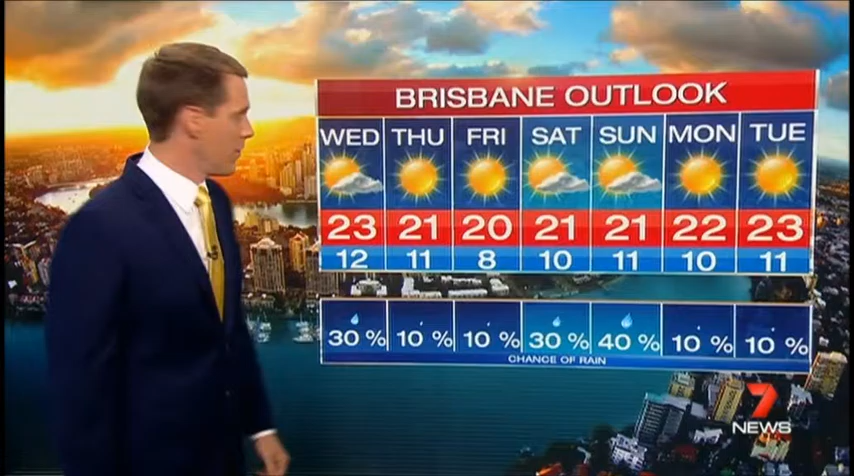 BRISBANE OUTLOOK
WED THU FRI SAT SUN MON TUE
23 21 20 21 21 22 23
12 11 8 10 11 10 11
30 % 10 % 10 % 30 % 40 % 10 % 10 %
CHANCE OF RAIN
7
NEWS